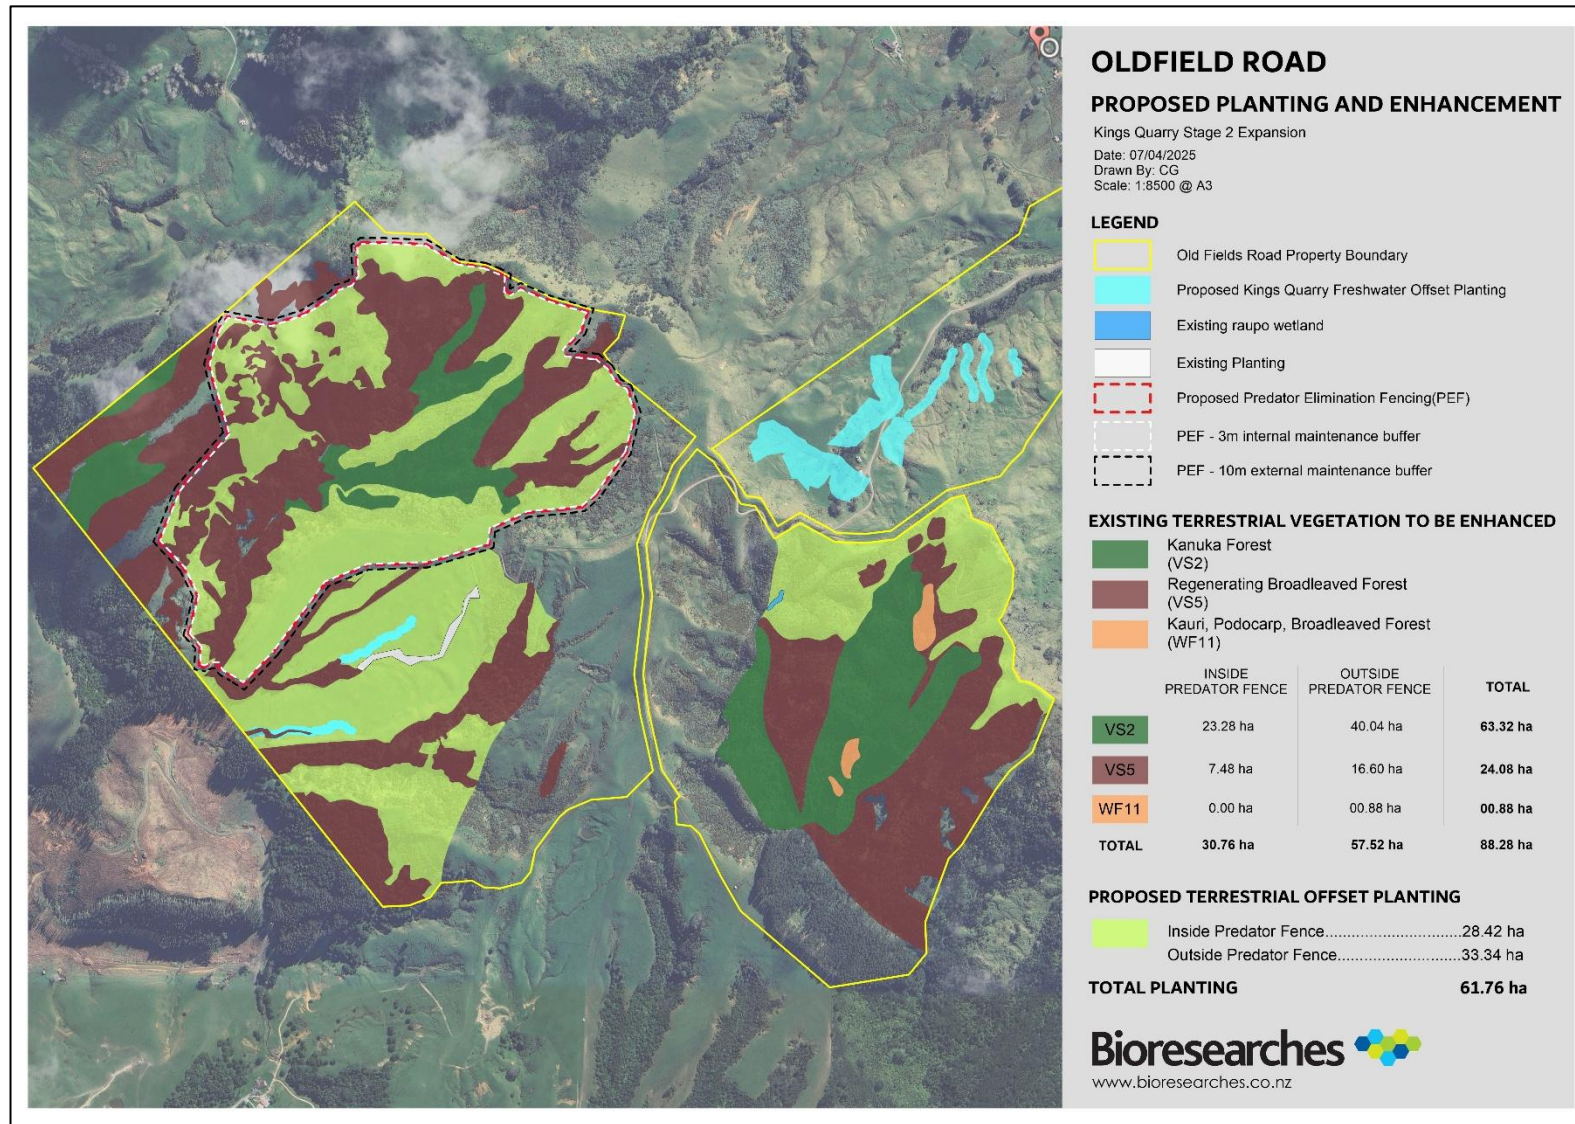 OLDFIELD ROAD
PROPOSED PLANTING AND ENHANCEMENT
Kings Quarry Stage 2 Expansion
Date: 07/04/2025
Drawn By: CG
Scale: 1:8500 @ A3
LEGEND
Old Fields Road Property Boundary
Proposed Kings Quarry Freshwater Offset Planting
Existing raupo wetland
Existing Planting
Proposed Predator Elimination Fencing(PEF)
PEF - 3m internal maintenance buffer
PEF - 10m external maintenance buffer
EXISTING TERRESTRIAL VEGETATION TO BE ENHANCED
Kanuka Forest
(VS2)
Regenerating Broadleaved Forest
(VS5)
Kauri, Podocarp, Broadleaved Forest
(WF11)
INSIDE PREDATOR FENCE OUTSIDE PREDATOR FENCE TOTAL
VS2 23.28 ha 40.04 ha 63.32 ha
VS5 7.48 ha 16.60 ha 24.08 ha
WF11 0.00 ha 00.88 ha 00.88 ha
TOTAL 30.76 ha 57.52 ha 88.28 ha
PROPOSED TERRESTRIAL OFFSET PLANTING
Inside Predator Fence.............................28.42 ha
Outside Predator Fence..........................33.34 ha
TOTAL PLANTING 61.76 ha
Bioresearches
www.bioresearches.co.nz